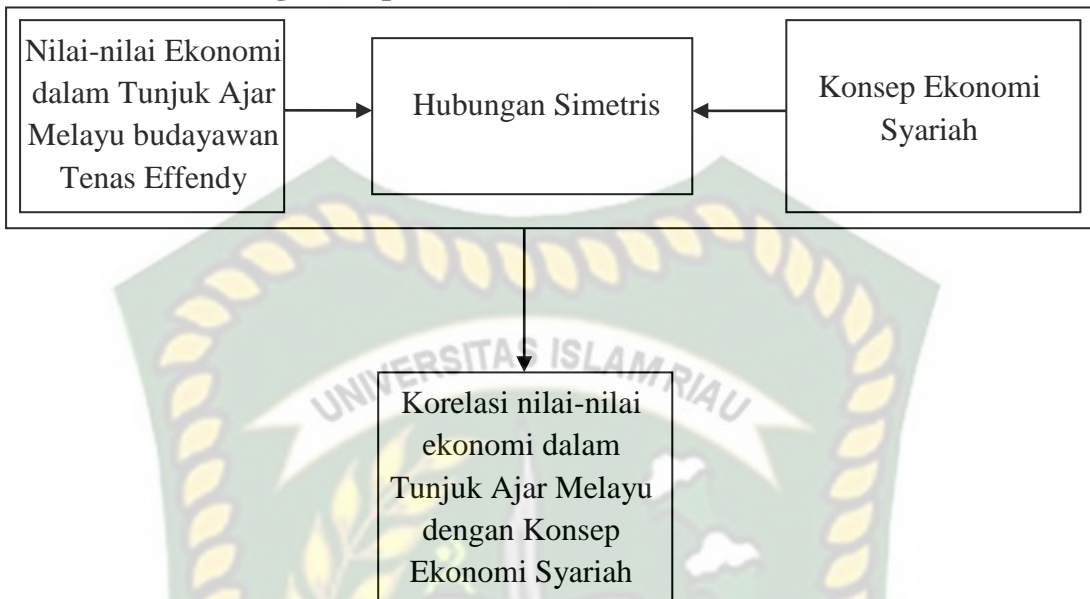 Nilai-nilai Ekonomi
dalam Tunjuk Ajar
Melayu budayawan
Tenas Effendy
Hubungan Simetris
Konsep Ekonomi
Syariah
UNIVERSITAS ISLAM RIAU
Korelasi nilai-nilai
ekonomi dalam
Tunjuk Ajar Melayu
dengan Konsep
Ekonomi Syariah